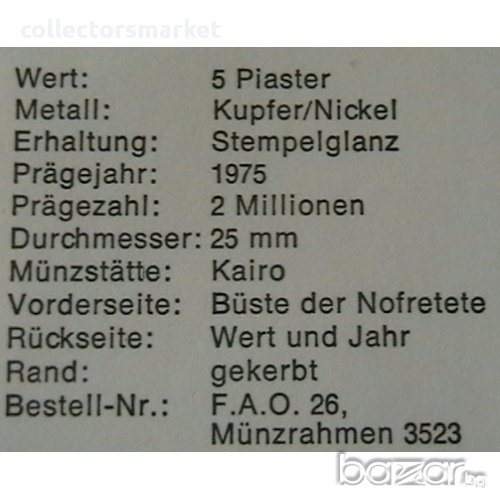 collectorsmarket
Wert: 5 Piaster
Metall: Kupfer/Nickel
Erhaltung: Stempelglanz
Prägejahr: 1975
Prägezahl: 2 Millionen
Durchmesser: 25 mm
Münzstätte: Kairo
Vorderseite: Büste der Nofretete
Rückseite: Wert und Jahr
Rand: gekerbt
Bestell-Nr.: F.A.O. 26,
Münzrahmen 3523
bazar.bg